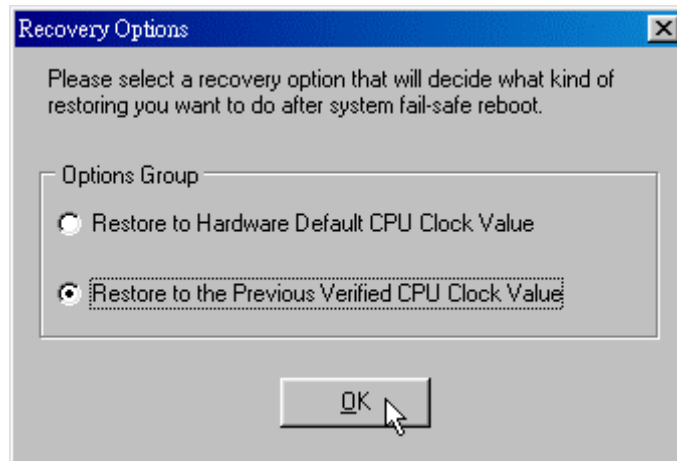 Recovery Options
Please select a recovery option that will decide what kind of
restoring you want to do after system fail-safe reboot.
Options Group
Restore to Hardware Default CPU Clock Value
Restore to the Previous Verified CPU Clock Value
OK